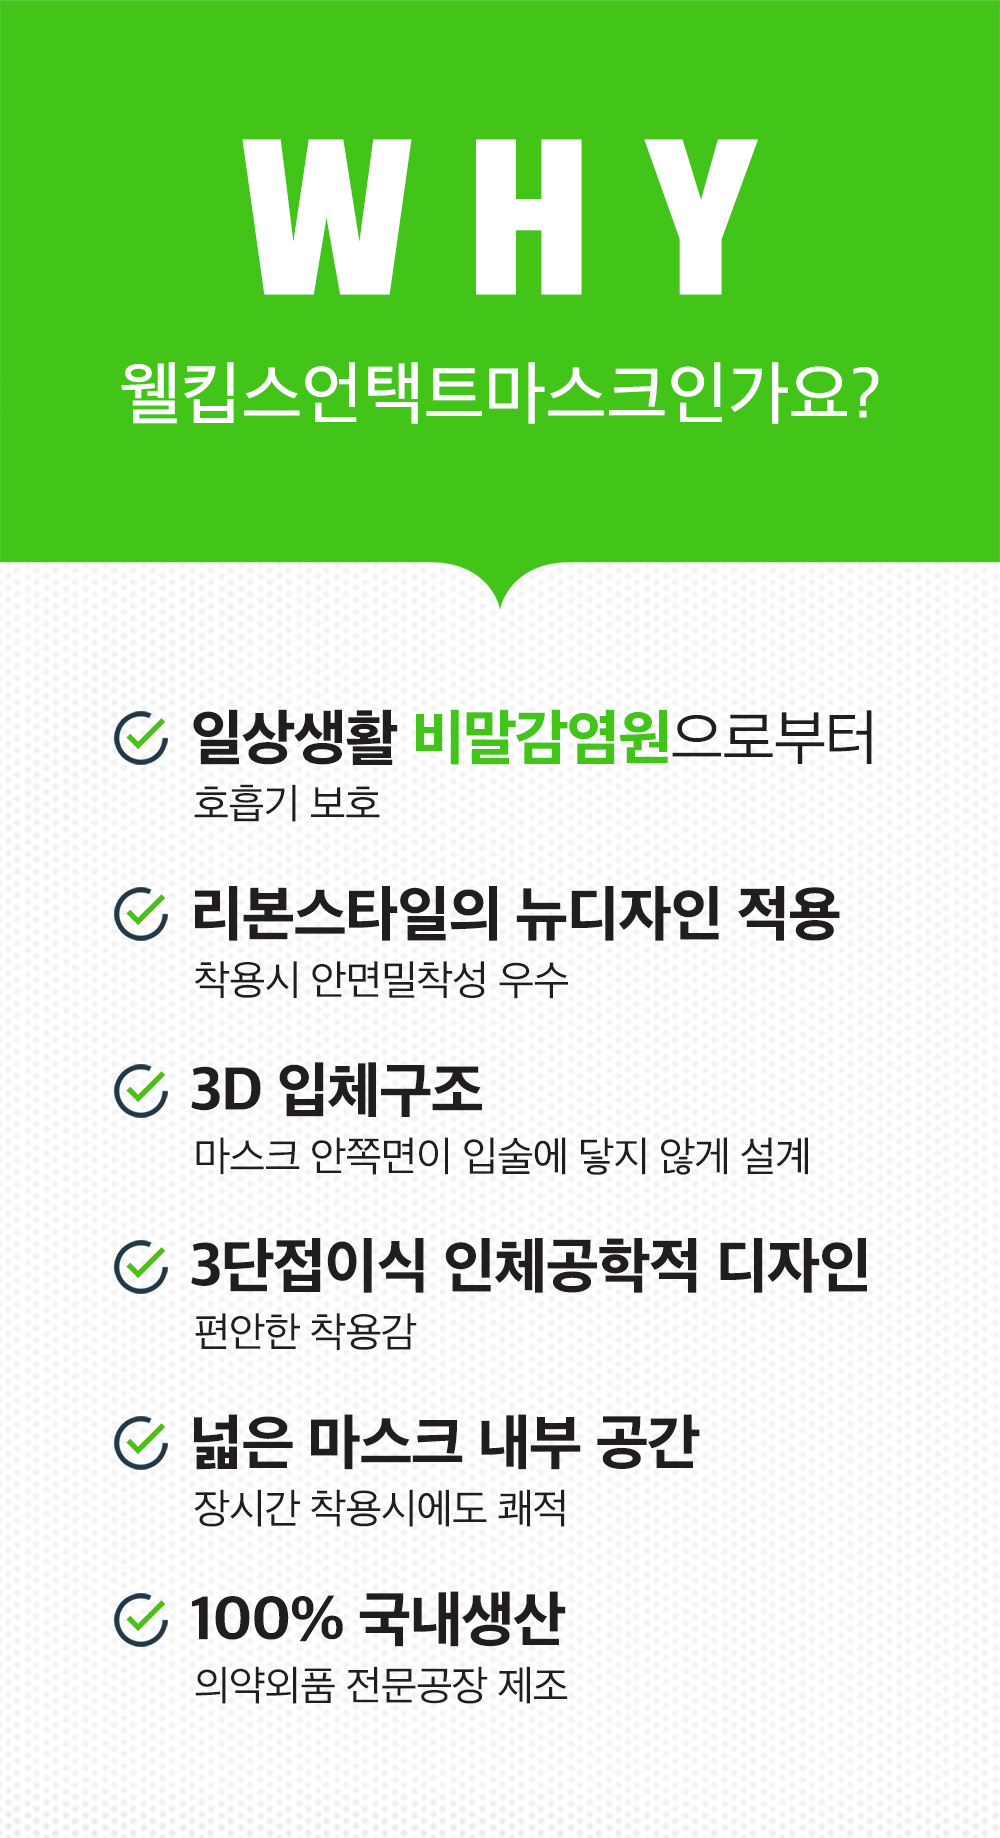 WHY
웰킵스언택트마스크인가요?
일상생활 비말감염원으로부터
호흡기 보호
리본스타일의 뉴디자인 적용
착용시 안면밀착성 우수
3D 입체구조
마스크 안쪽면이 입술에 닿지 않게 설계
3단접이식 인체공학적 디자인
편안한 착용감
넓은 마스크 내부 공간
장시간 착용시에도 쾌적
100% 국내생산
의약외품 전문공장 제조